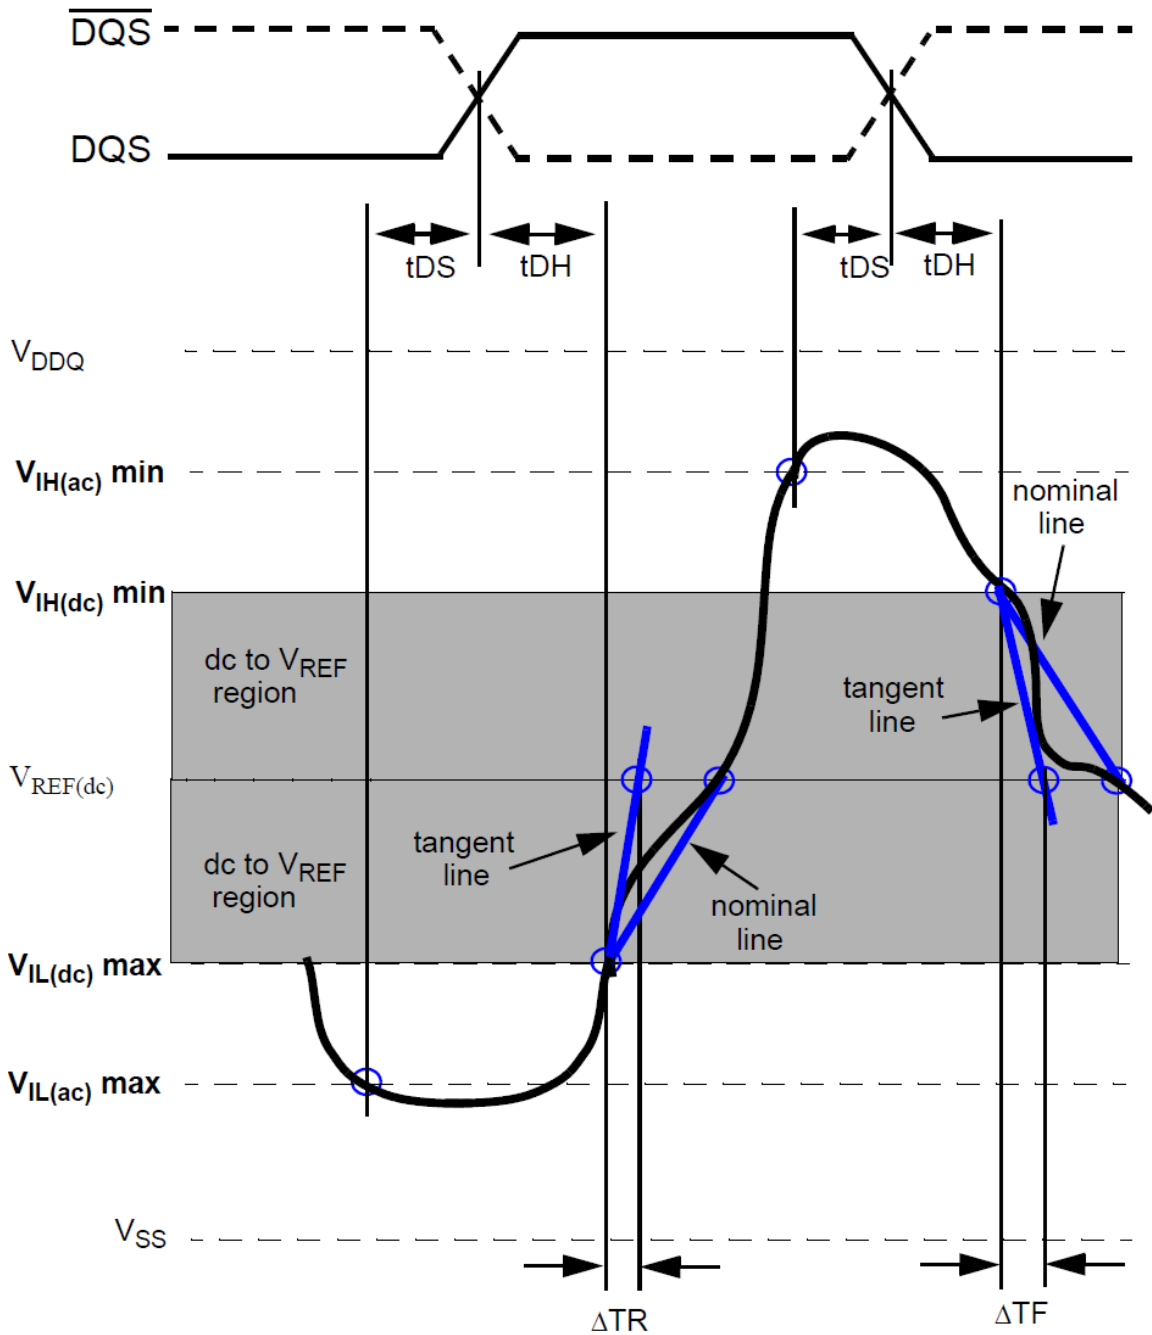 DQS
DQS
tDS
tDH
tDS
tDH
VDDQ
VIH(ac) min
nominal
line
VIH(dc) min
dc to VREF
region
tangent
line
VREF(dc)
tangent
line
dc to VREF
region
nominal
line
VIL(dc) max
VIL(ac) max
VSS
ΔTR
ΔTF